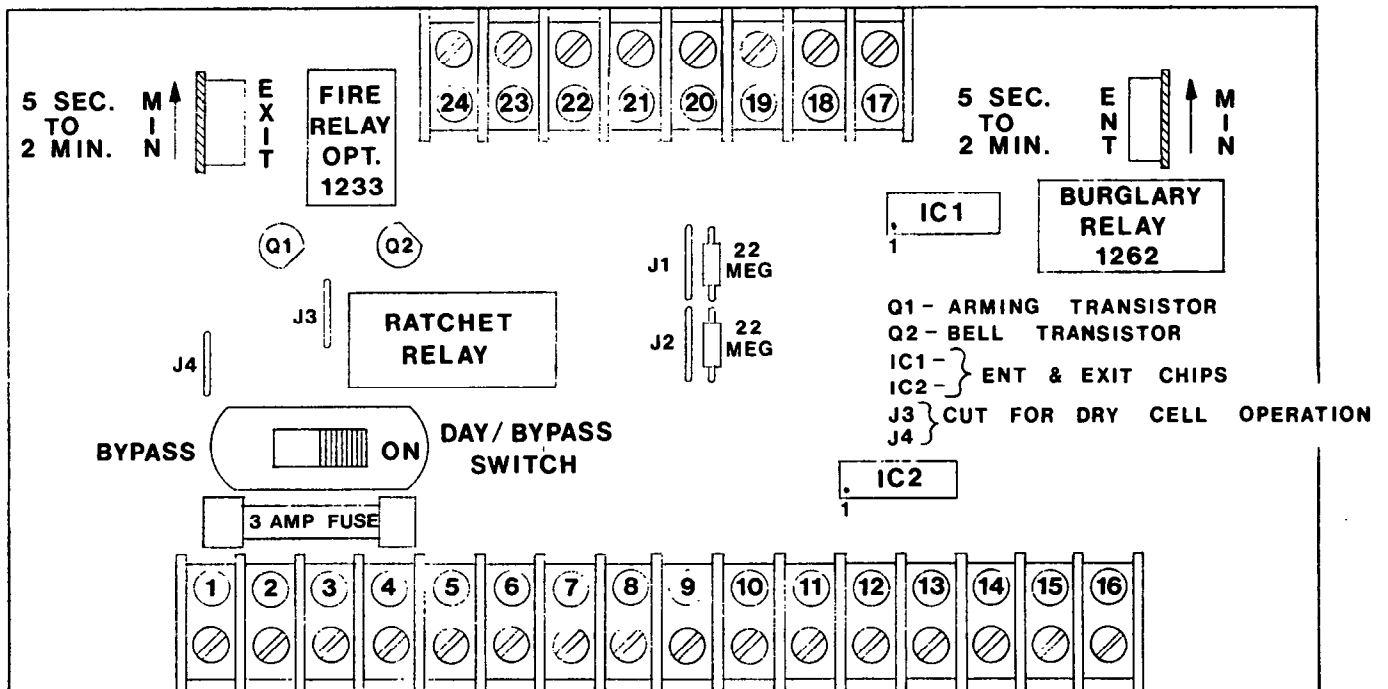 24 23 22 21 20 19 18 17
5 SEC.
TO
2 MIN.
MIN
EXIT
FIRE
RELAY
OPT.
1233
5 SEC.
TO
2 MIN.
ENT
MIN
IC1
1
BURGLARY
RELAY
1262
Q1
Q2
J1
22
MEG
J3
RATCHET
RELAY
J2
22
MEG
J4
Q1 – ARMING TRANSISTOR
Q2 – BELL TRANSISTOR
IC1 –
IC2 –
ENT & EXIT CHIPS
J3
J4
CUT FOR DRY CELL OPERATION
BYPASS
ON
DAY/BYPASS
SWITCH
IC2
1
3 AMP FUSE
1 2 3 4 5 6 7 8 9 10 11 12 13 14 15 16